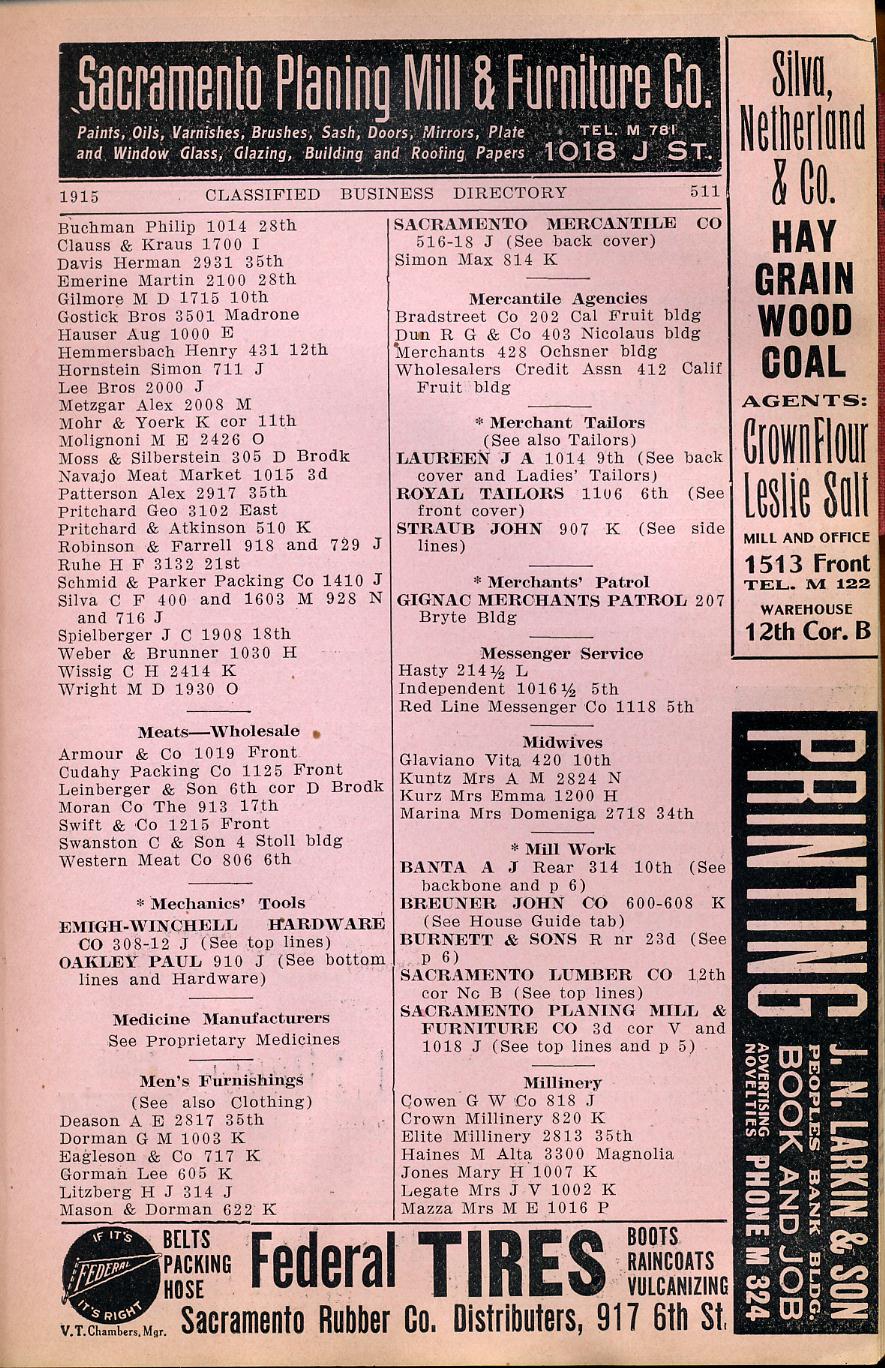 Sacramento Planing Mill & Furniture Co.
Paints, Oils, Varnishes, Brushes, Sash, Doors, Mirrors, Plate
and Window Glass, Glazing, Building and Roofing Papers
TEL. M 781
1018 J ST.
1915 CLASSIFIED BUSINESS DIRECTORY 511
Buchman Philip 1014 28th
Clauss & Kraus 1700 I
Davis Herman 2931 35th
Emerine Martin 2100 28th
Gilmore M D 1715 10th
Gostick Bros 3501 Madrone
Hauser Aug 1000 E
Hemmersbach Henry 431 12th
Hornstein Simon 711 J
Lee Bros 2000 J
Metzgar Alex 2008 M
Mohr & Yoerk K cor 11th
Molignoni M E 2426 O
Moss & Silberstein 305 D Brodk
Navajo Meat Market 1015 3d
Patterson Alex 2917 35th
Pritchard Geo 3102 East
Pritchard & Atkinson 510 K
Robinson & Farrell 918 and 729 J
Ruhe H F 3132 21st
Schmid & Parker Packing Co 1410 J
Silva C F 400 and 1603 M 928 N
and 716 J
Spielberger J C 1908 18th
Weber & Brunner 1030 H
Wissig C H 2414 K
Wright M D 1930 O
Meats—Wholesale
Armour & Co 1019 Front
Cudahy Packing Co 1125 Front
Leinberger & Son 6th cor D Brodk
Moran Co The 913 17th
Swift & Co 1215 Front
Swanston C & Son 4 Stoll bldg
Western Meat Co 806 6th
* Mechanics' Tools
EMIGH-WINCHELL HARDWARE
CO 308-12 J (See top lines)
OAKLEY PAUL 910 J (See bottom
lines and Hardware)
Medicine Manufacturers
See Proprietary Medicines
Men's Furnishings
(See also Clothing)
Deason A E 2817 35th
Dorman G M 1003 K
Eagleson & Co 717 K
Gorman Lee 605 K
Litzberg H J 314 J
Mason & Dorman 622 K
SACRAMENTO MERCANTILE CO
516-18 J (See back cover)
Simon Max 814 K
Mercantile Agencies
Bradstreet Co 202 Cal Fruit bldg
Dun R G & Co 403 Nicolaus bldg
Merchants 428 Ochsner bldg
Wholesalers Credit Assn 412 Calif
Fruit bldg
* Merchant Tailors
(See also Tailors)
LAUREEN J A 1014 9th (See back
cover and Ladies' Tailors)
ROYAL TAILORS 1106 6th (See
front cover)
STRAUB JOHN 907 K (See side
lines)
* Merchants' Patrol
GIGNAC MERCHANTS PATROL 207
Bryte Bldg
Messenger Service
Hasty 214½ L
Independent 1016½ 5th
Red Line Messenger Co 1118 5th
Midwives
Glaviano Vita 420 10th
Kuntz Mrs A M 2824 N
Kurz Mrs Emma 1200 H
Marina Mrs Domeniga 2718 34th
* Mill Work
BANTA A J Rear 314 10th (See
backbone and p 6)
BREUNER JOHN CO 600-608 K
(See House Guide tab)
BURNETT & SONS R nr 23d (See
p 6)
SACRAMENTO LUMBER CO 12th
cor No B (See top lines)
SACRAMENTO PLANING MILL &
FURNITURE CO 3d cor V and
1018 J (See top lines and p 5)
Millinery
Cowen G W Co 818 J
Crown Millinery 820 K
Elite Millinery 2813 35th
Haines M Alta 3300 Magnolia
Jones Mary H 1007 K
Legate Mrs J V 1002 K
Mazza Mrs M E 1016 P
Silva,
Netherland
& Co.
HAY
GRAIN
WOOD
COAL
AGENTS:
Crown Flour
Leslie Salt
MILL AND OFFICE
1513 Front
TEL. M 122
WAREHOUSE
12th Cor. B
PRINTING
J. N. LARKIN & SON
PEOPLES BANK BLDG.
BOOK AND JOB
ADVERTISING
NOVELTIES
PHONE M 324
IF IT'S
FEDERAL
IT'S RIGHT
V.T. Chambers, Mgr.
BELTS
PACKING
HOSE
Federal TIRES
BOOTS
RAINCOATS
VULCANIZING
Sacramento Rubber Co. Distributers, 917 6th St.